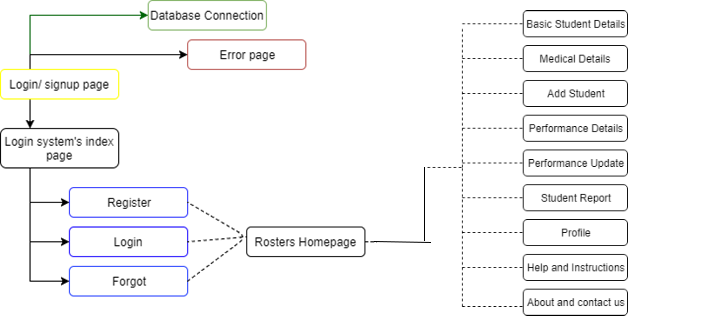 Database Connection
Error page
Login/ signup page
Login system's index
page
Register
Login
Forgot
Rosters Homepage
Basic Student Details
Medical Details
Add Student
Performance Details
Performance Update
Student Report
Profile
Help and Instructions
About and contact us